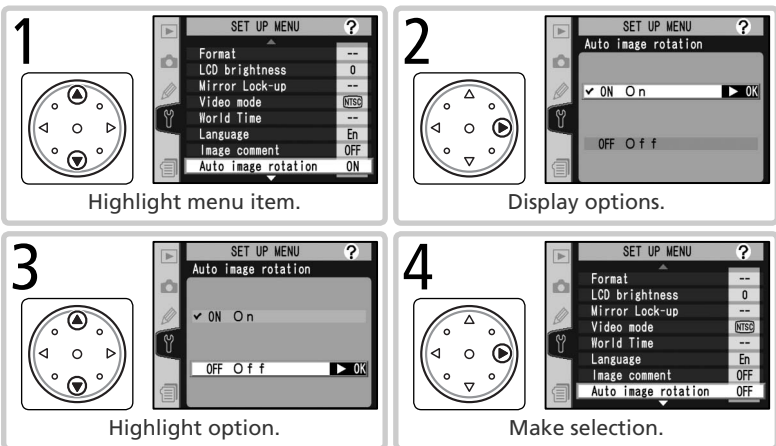 1
SET UP MENU ?
Format --
LCD brightness 0
Mirror Lock-up --
Video mode NTSC
World Time --
Language En
Image comment OFF
Auto image rotation ON
Highlight menu item.
2
SET UP MENU ?
Auto image rotation
ON On OK
OFF Off
Display options.
3
SET UP MENU ?
Auto image rotation
ON On
OFF Off OK
Highlight option.
4
SET UP MENU ?
Format --
LCD brightness 0
Mirror Lock-up --
Video mode NTSC
World Time --
Language En
Image comment OFF
Auto image rotation OFF
Make selection.